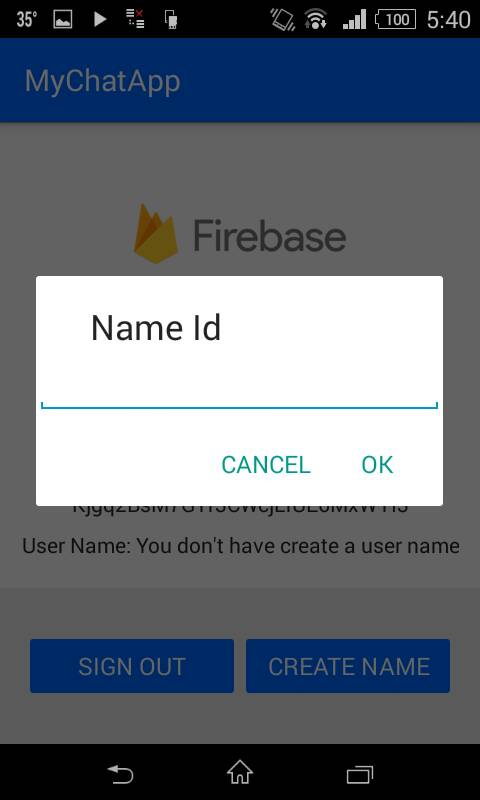 35° 100 5:40
MyChatApp
Firebase
Name Id
CANCEL OK
User Name: You don't have create a user name
SIGN OUT CREATE NAME